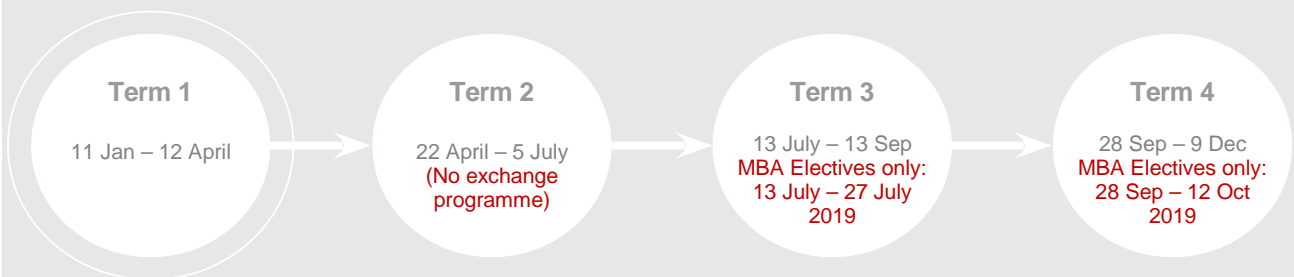 Term 1
11 Jan – 12 April
Term 2
22 April – 5 July
(No exchange
programme)
Term 3
13 July – 13 Sep
MBA Electives only:
13 July – 27 July
2019
Term 4
28 Sep – 9 Dec
MBA Electives only:
28 Sep – 12 Oct
2019